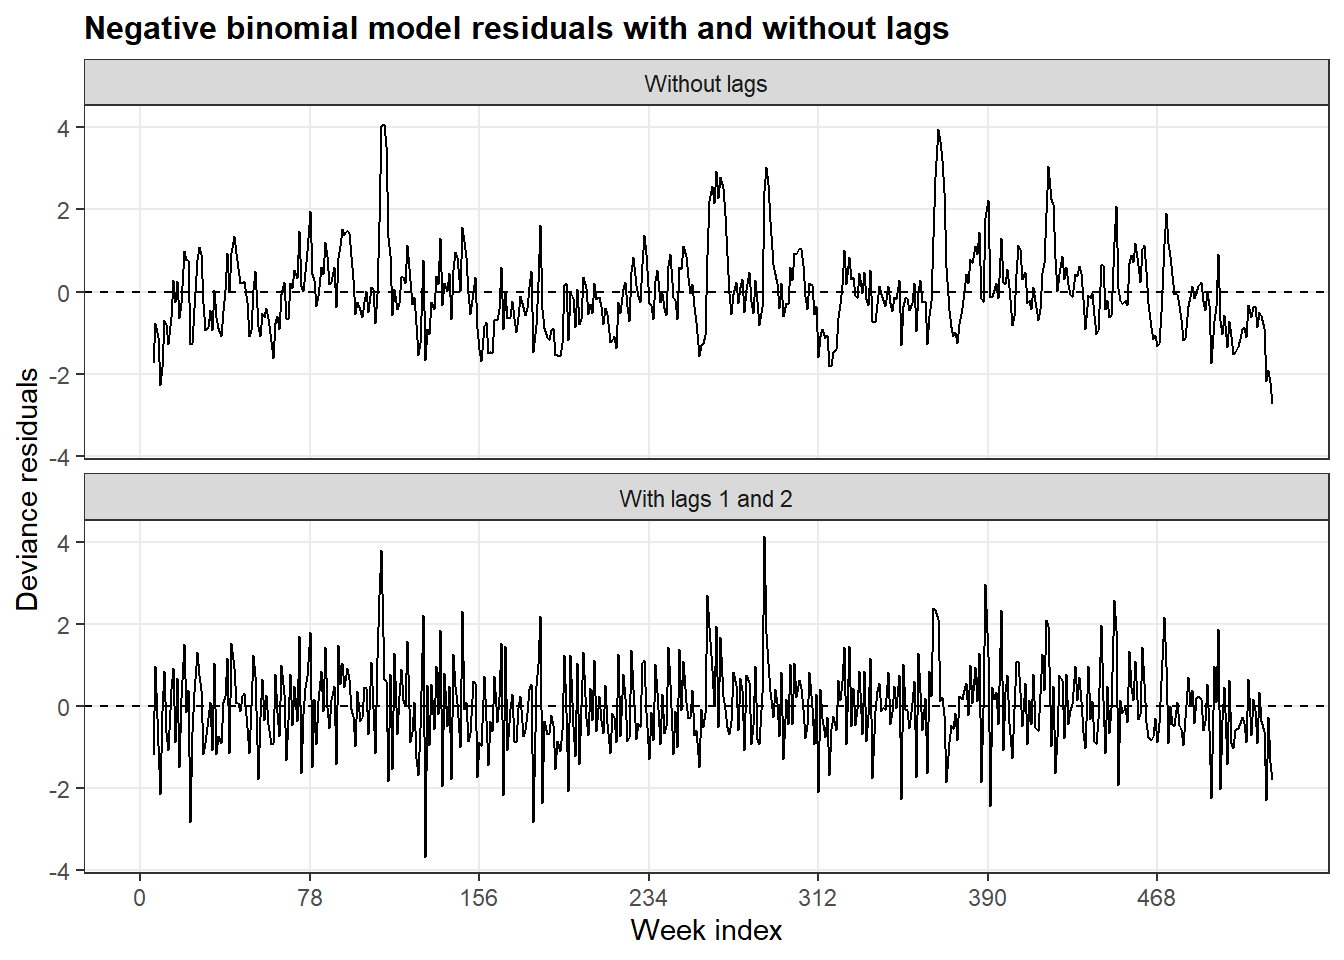 Negative binomial model residuals with and without lags
Without lags
4
2
0
-2
-4
With lags 1 and 2
4
2
0
-2
-4
Deviance residuals
0 78 156 234 312 390 468
Week index